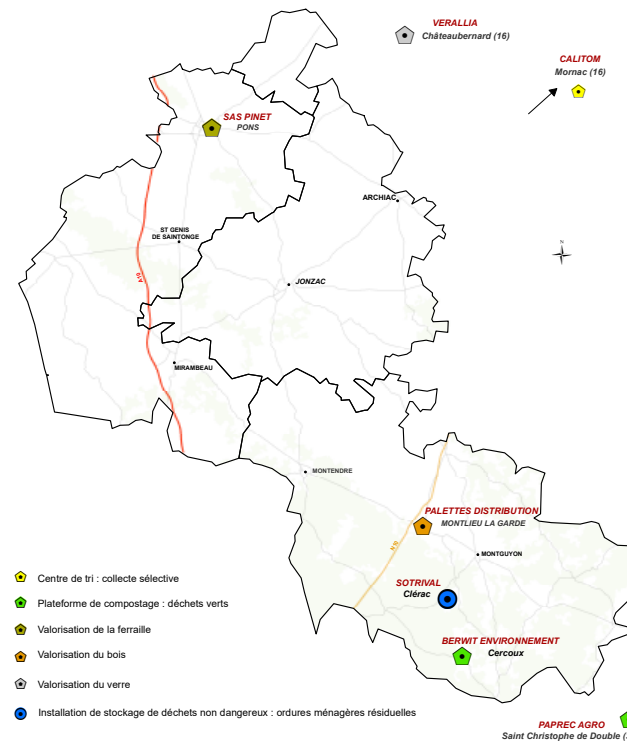 VERALLIA
Châteaubernard (16)
CALITOM
Mornac (16)
SAS PINET
PONS
ARCHIAC
ST GENIS
DE SAINTONGE
N
A10
JONZAC
MIRAMBEAU
MONTENDRE
PALETTES DISTRIBUTION
MONTLIEU LA GARDE
N 10
MONTGUYON
SOTRIVAL
Clérac
BERWIT ENVIRONNEMENT
Cercoux
Centre de tri : collecte sélective
Plateforme de compostage : déchets verts
Valorisation de la ferraille
Valorisation du bois
Valorisation du verre
Installation de stockage de déchets non dangereux : ordures ménagères résiduelles
PAPREC AGRO
Saint Christophe de Double